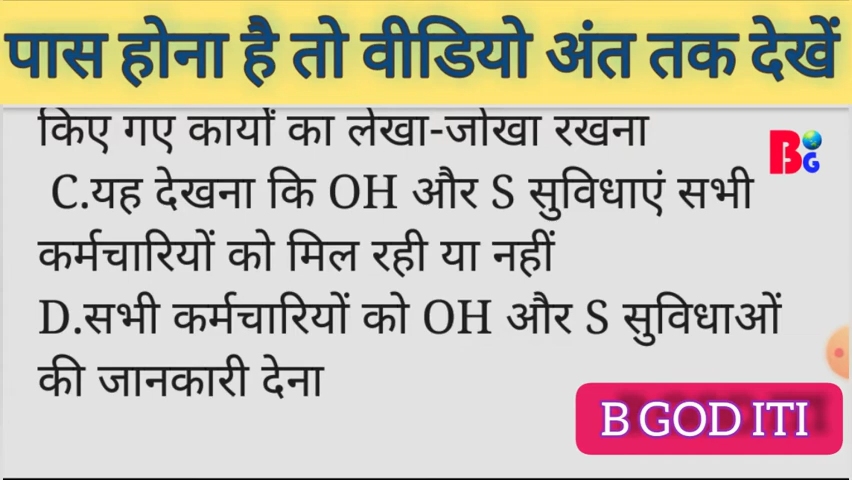 पास होना है तो वीडियो अंत तक देखें
किए गए कार्यों का लेखा-जोखा रखना
C.यह देखना कि OH और S सुविधाएं सभी
कर्मचारियों को मिल रही या नहीं
D.सभी कर्मचारियों को OH और S सुविधाओं
की जानकारी देना
BG
B GOD ITI